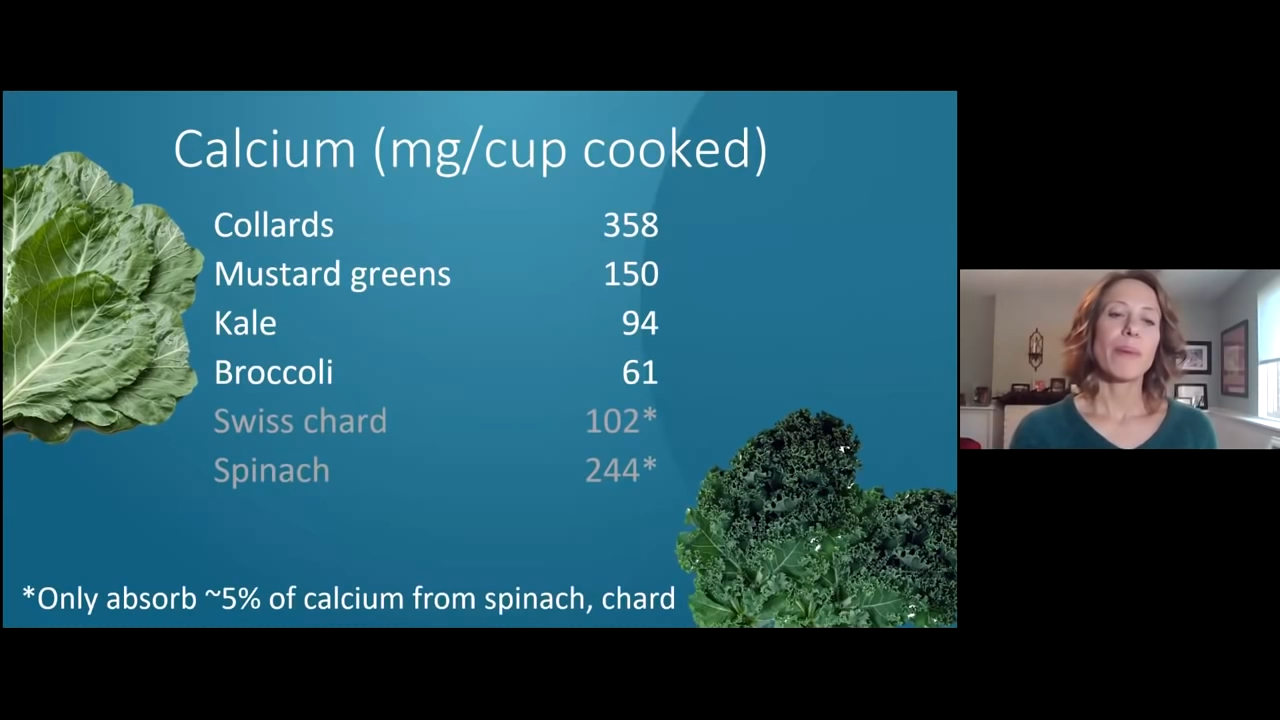 Calcium (mg/cup cooked)
Collards 358
Mustard greens 150
Kale 94
Broccoli 61
Swiss chard 102*
Spinach 244*
*Only absorb ~5% of calcium from spinach, chard